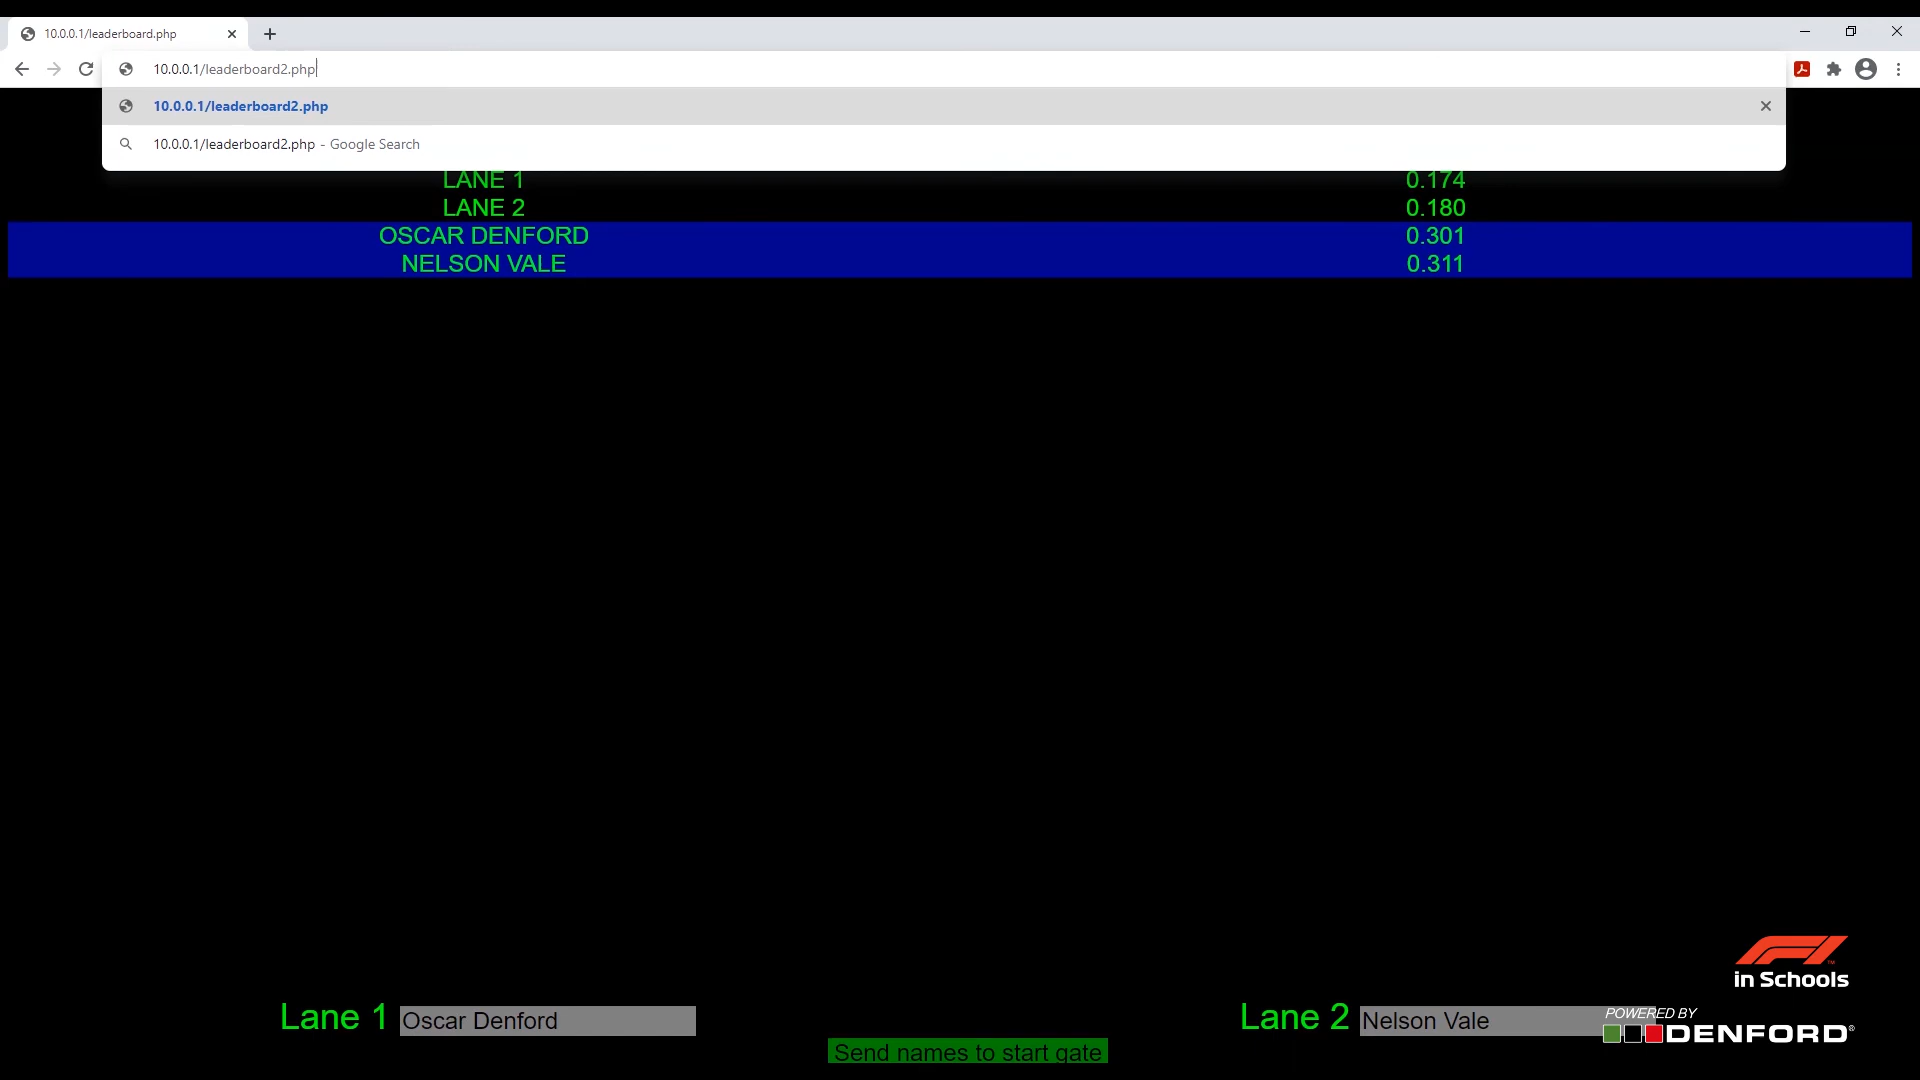 10.0.0.1/leaderboard.php
10.0.0.1/leaderboard2.php
10.0.0.1/leaderboard2.php
10.0.0.1/leaderboard2.php - Google Search
LANE 1 0.174
LANE 2 0.180
OSCAR DENFORD 0.301
NELSON VALE 0.311
F1 TM
in Schools
Lane 1 Oscar Denford
Lane 2 Nelson Vale
POWERED BY
DENFORD®
Send names to start gate